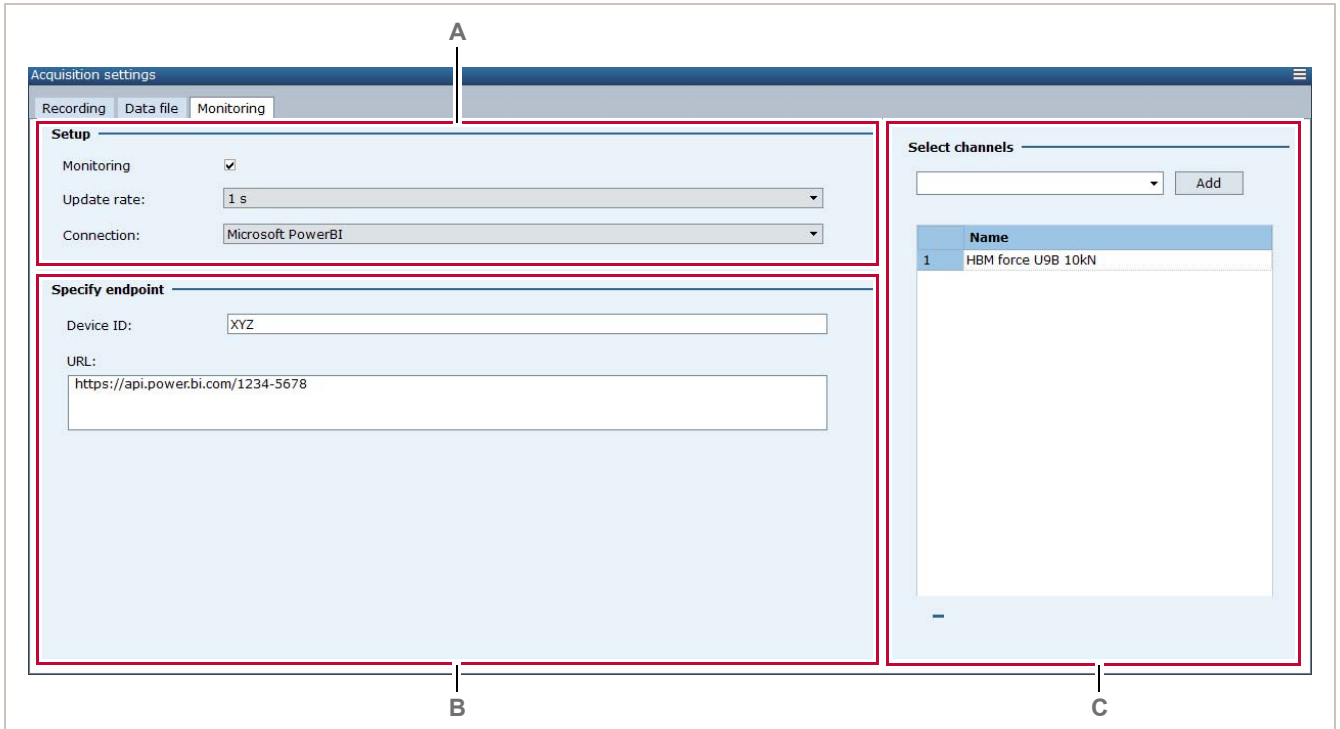 A
Acquisition settings
Recording Data file Monitoring
Setup
Monitoring
Update rate: 1 s
Connection: Microsoft PowerBI
Specify endpoint
Device ID: XYZ
URL:
https://api.power.bi.com/1234-5678
Select channels
Add
Name
1 HBM force U9B 10kN
B
C